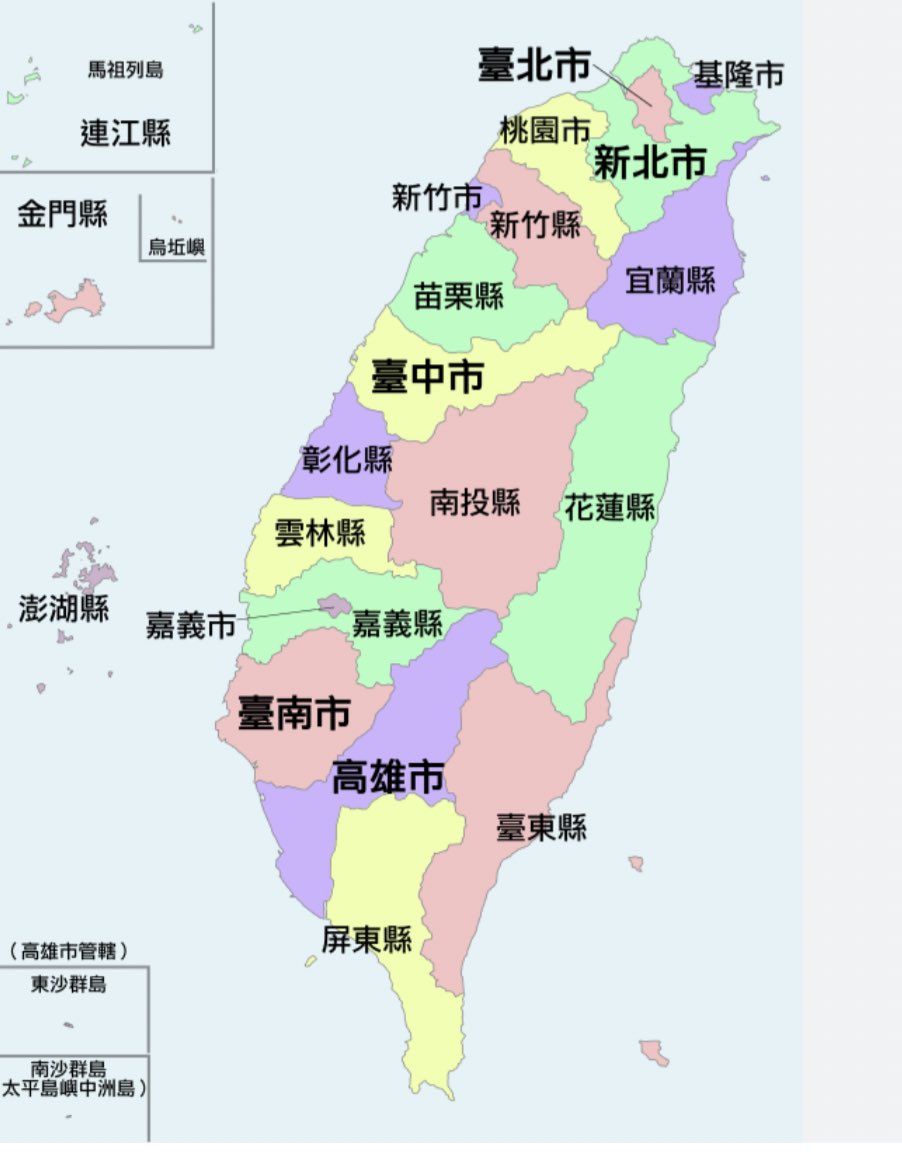 馬祖列島
連江縣
金門縣
烏坵嶼
臺北市
基隆市
桃園市
新北市
新竹市
新竹縣
宜蘭縣
苗栗縣
臺中市
彰化縣
南投縣
花蓮縣
雲林縣
澎湖縣
嘉義市
嘉義縣
臺南市
高雄市
臺東縣
屏東縣
（高雄市管轄）
東沙群島
南沙群島
太平島嶼中洲島）